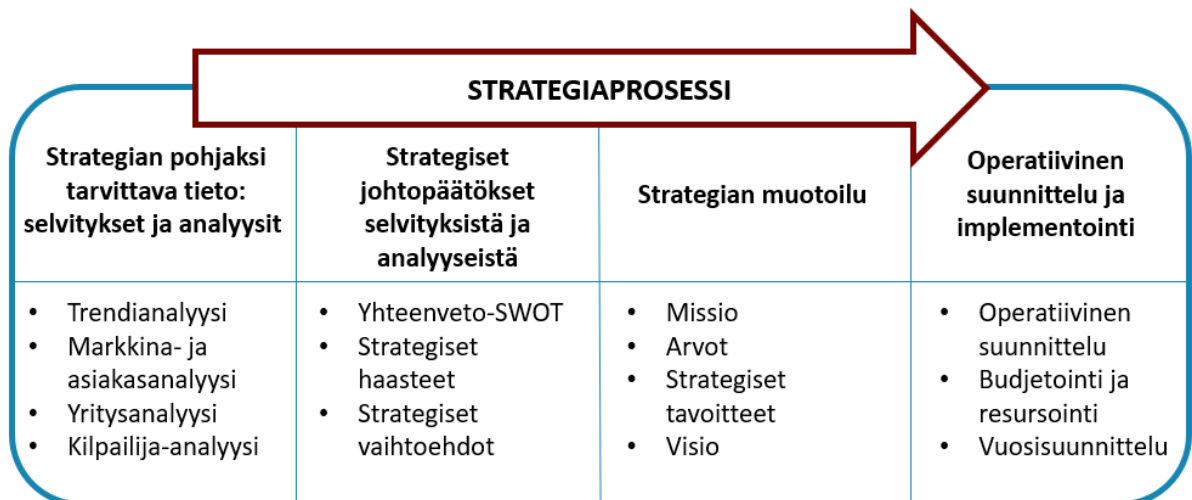 STRATEGIAPROSESSI
Strategian pohjaksi
tarvittava tieto:
selvitykset ja analyysit
Strategiset
johtopäätökset
selvityksistä ja
analyyseistä
Strategian muotoilu
Operatiivinen
suunnittelu ja
implementointi
• Trendianalyysi
• Markkina- ja
asiakasanalyysi
• Yritysanalyysi
• Kilpailija-analyysi
• Yhteenveto-SWOT
• Strategiset
haasteet
• Strategiset
vaihtoehdot
• Missio
• Arvot
• Strategiset
tavoitteet
• Visio
• Operatiivinen
suunnittelu
• Budjetointi ja
resursointi
• Vuosisuunnittelu